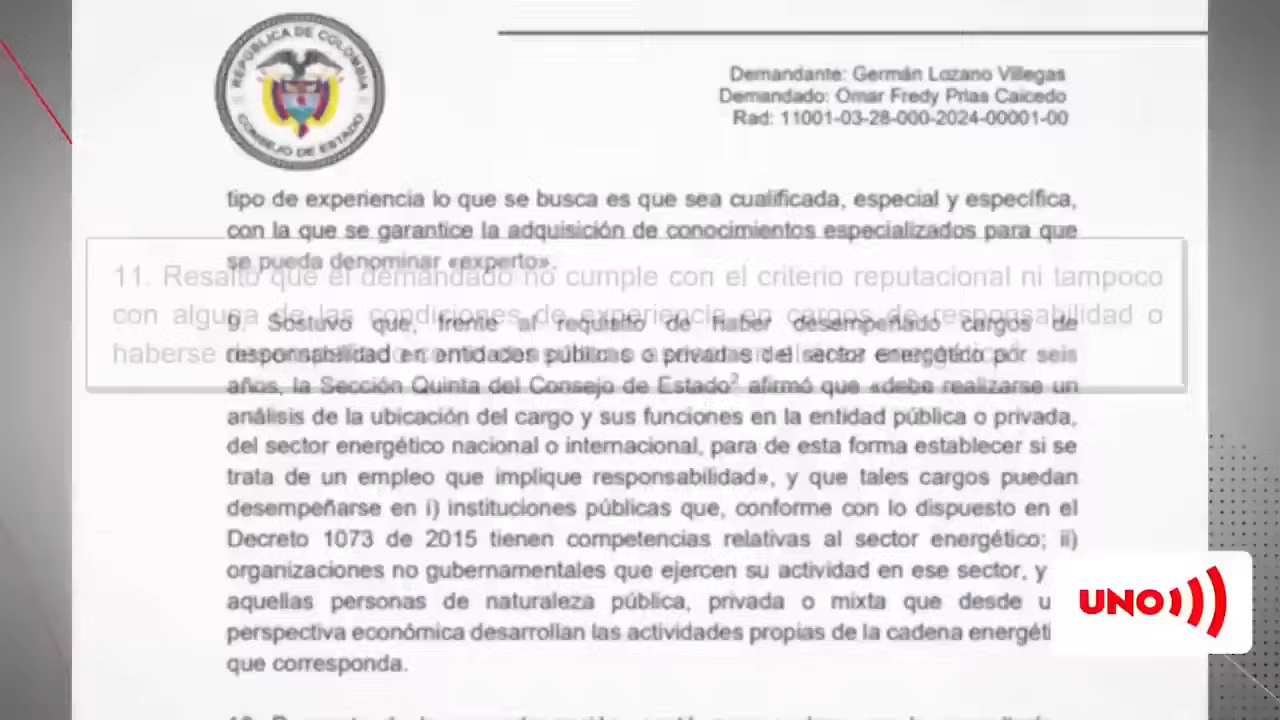 REPÚBLICA DE COLOMBIA
CONSEJO DE ESTADO
Demandante: Germán Lozano Villegas
Demandado: Omar Fredy Prias Caicedo
Rad: 11001-03-28-000-2024-00001-00
tipo de experiencia lo que se busca es que sea cualificada, especial y específica,
con la que se garantice la adquisición de conocimientos especializados para que
se pueda denominar «experto».
11. Resaltó que el demandado no cumple con el criterio reputacional ni tampoco
con alguna de las condiciones de experiencia en cargos de responsabilidad o
haberse
9. Sostuvo que, frente al requisito de haber desempeñado cargos de
responsabilidad en entidades públicas o privadas del sector energético por seis
años, la Sección Quinta del Consejo de Estado² afirmó que «debe realizarse un
análisis de la ubicación del cargo y sus funciones en la entidad pública o privada,
del sector energético nacional o internacional, para de esta forma establecer si se
trata de un empleo que implique responsabilidad», y que tales cargos puedan
desempeñarse en i) instituciones públicas que, conforme con lo dispuesto en el
Decreto 1073 de 2015 tienen competencias relativas al sector energético; ii)
organizaciones no gubernamentales que ejercen su actividad en ese sector, y
aquellas personas de naturaleza pública, privada o mixta que desde u
perspectiva económica desarrollan las actividades propias de la cadena energéti
que corresponda.
UNO